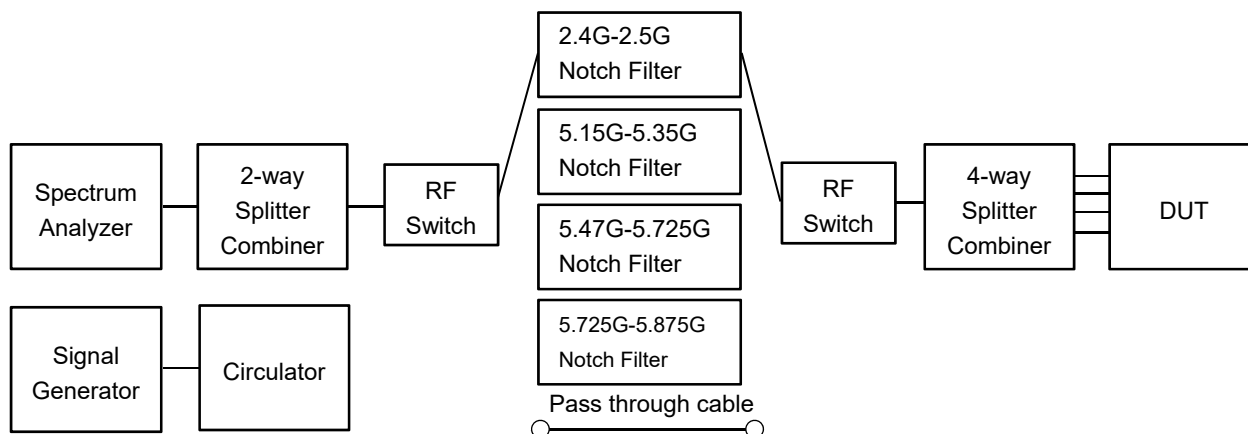 2.4G-2.5G
Notch Filter
5.15G-5.35G
Notch Filter
Spectrum
Analyzer
2-way
Splitter
Combiner
RF
Switch
5.47G-5.725G
Notch Filter
RF
Switch
4-way
Splitter
Combiner
DUT
Signal
Generator
Circulator
5.725G-5.875G
Notch Filter
Pass through cable